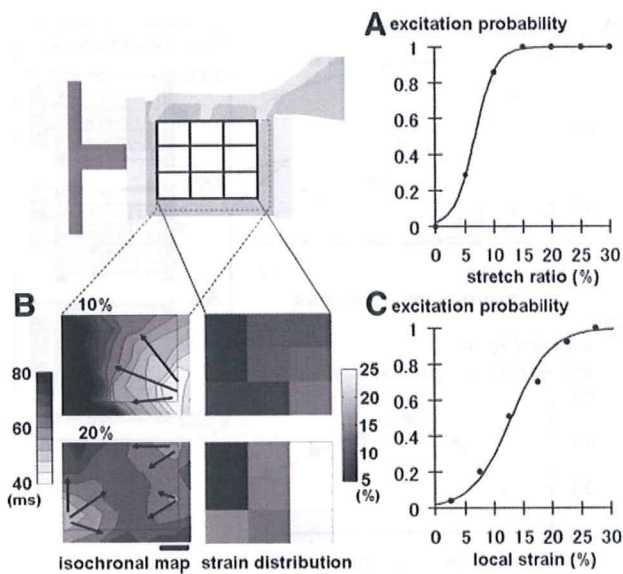 A excitation probability
1
0.8
0.6
0.4
0.2
0
0 5 10 15 20 25 30
stretch ratio (%)
B
10%
80
60
40
(ms)
20%
25
20
15
10
5
(%)
isochronal map
strain distribution
C excitation probability
1
0.8
0.6
0.4
0.2
0
0 5 10 15 20 25 30
local strain (%)